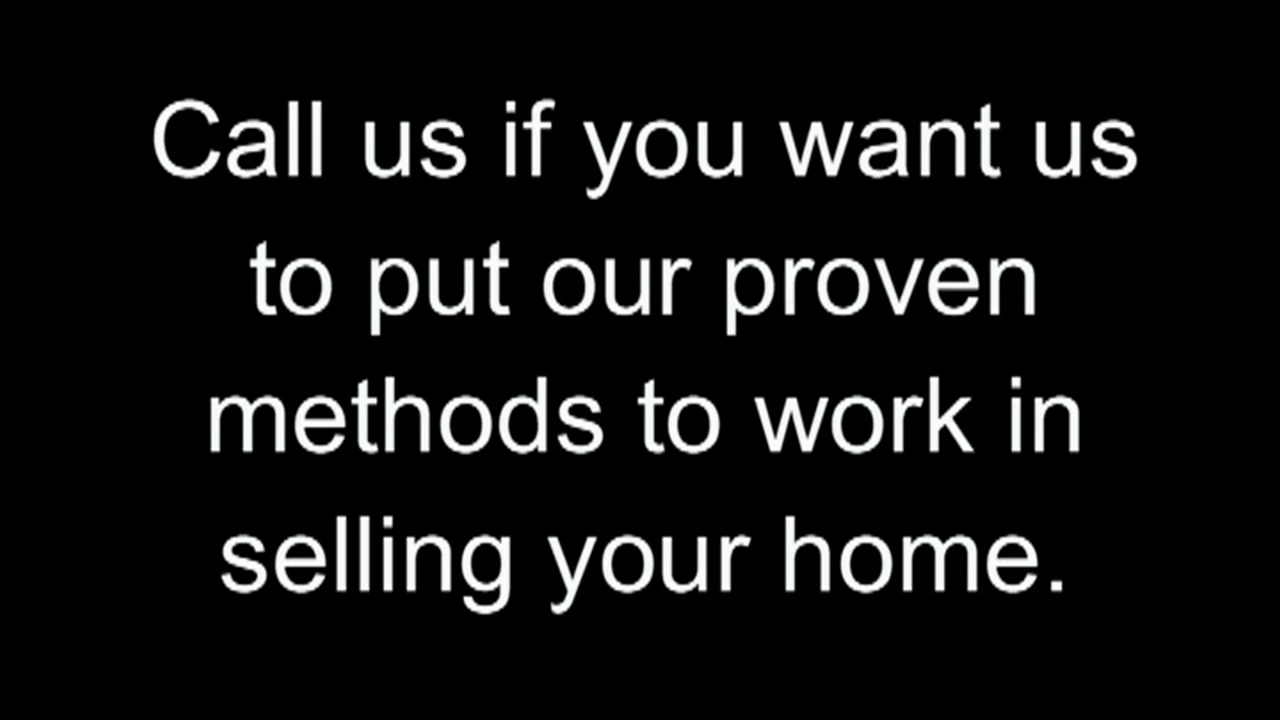 Call us if you want us
to put our proven
methods to work in
selling your home.